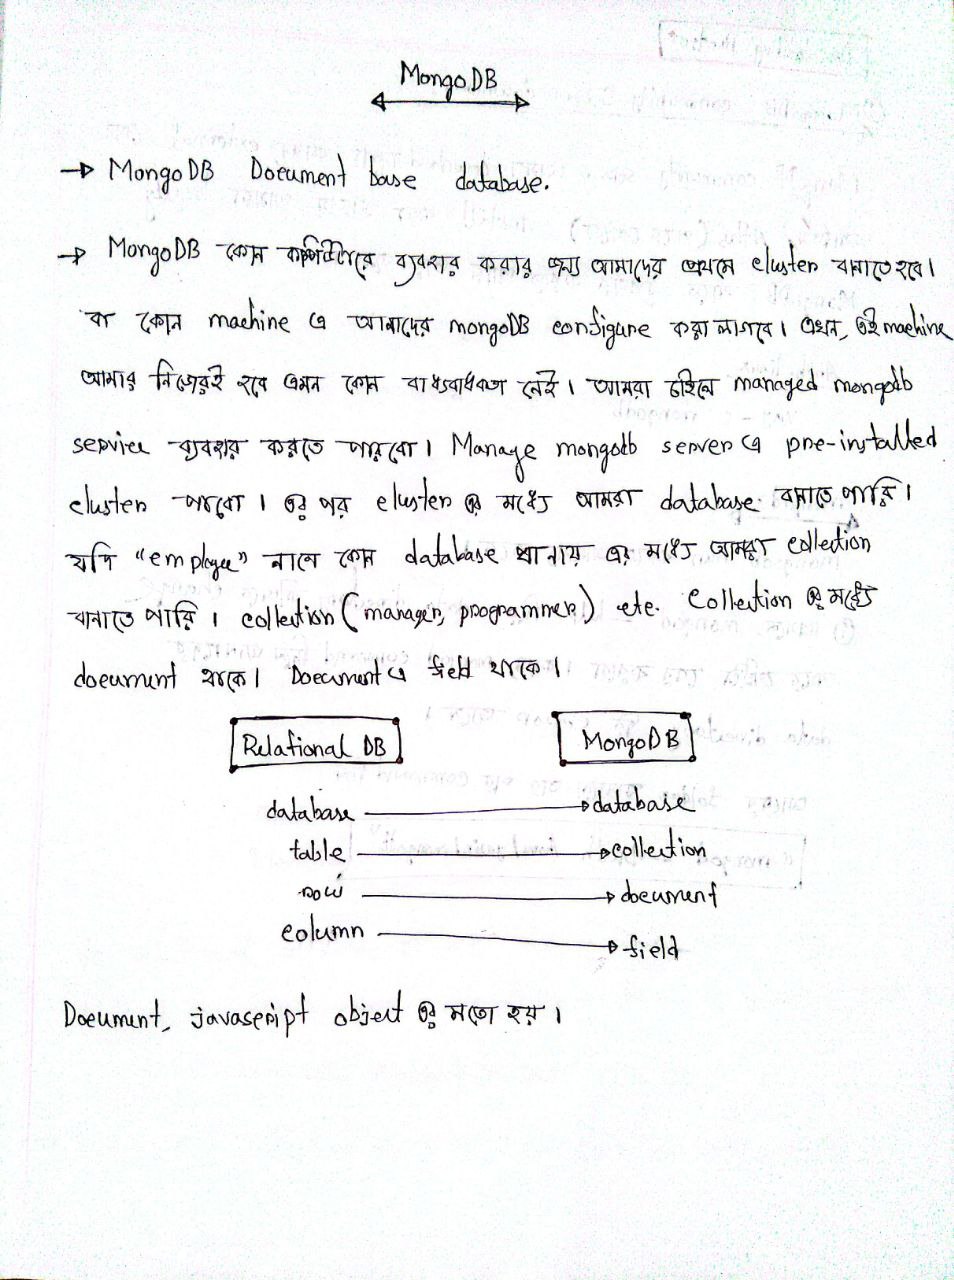 MongoDB
→ MongoDB Document base database.
→ MongoDB কোন কম্পিউটারে ব্যবহার করার জন্য আমাদের প্রথমে cluster বানাতে হবে।
বা কোন machine এ আমাদের mongoDB configure করা লাগবে। এখন, এই machine
আমার নিজেরই হবে এমন কোন বাধ্যবাধকতা নেই। আমরা চাইলে managed mongodb
service ব্যবহার করতে পারবো। Manage mongodb server এ pre-installed
cluster পাবো। এর পর cluster এর মধ্যে আমরা database বানাতে পারি।
যদি "employee" নামে কোন database বানায় এর মধ্যে আমরা collection
বানাতে পারি। collection (manager, programmer) etc. Collection এর মধ্যে
document থাকে। Document এ field থাকে।
Relational DB MongoDB
database → database
table → collection
row → document
column → field
Document, javascript object এর মতো হয়।